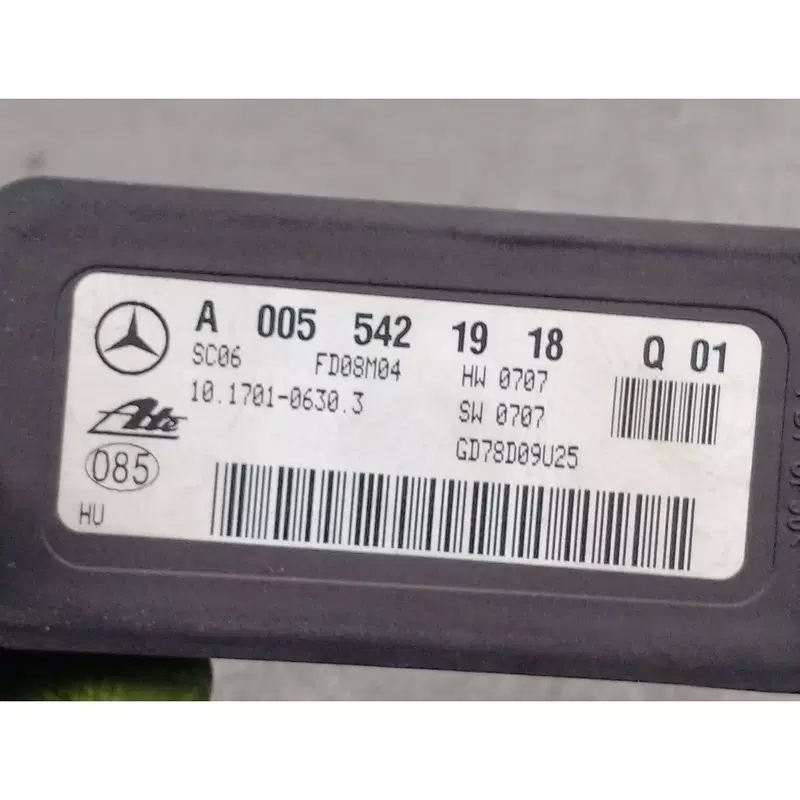 A 005 542 19 18 Q 01
SC06 FD08M04 HW 0707
10.1701-0630.3 SW 0707
Ate
GD78D09U25
085
HU